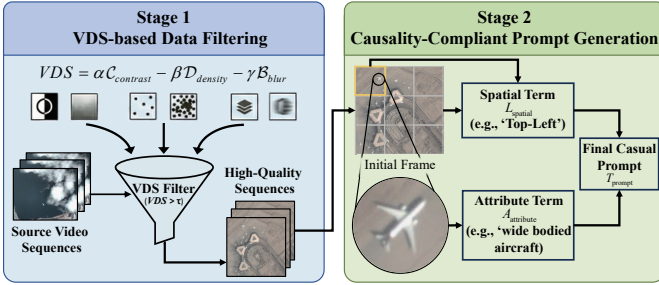 Stage 1
VDS-based Data Filtering
VDS = αC_contrast − βD_density − γB_blur
VDS Filter
(VDS > τ)
Source Video
Sequences
High-Quality
Sequences
Stage 2
Causality-Compliant Prompt Generation
Initial Frame
Spatial Term
L_spatial
(e.g., ‘Top-Left’)
Attribute Term
A_attribute
(e.g., ‘wide bodied
aircraft)
Final Casual
Prompt
T_prompt